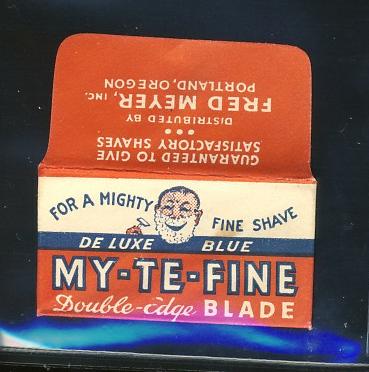 GUARANTEED TO GIVE
SATISFACTORY SHAVES
•••
DISTRIBUTED BY
FRED MEYER, INC.
PORTLAND, OREGON
FOR A MIGHTY FINE SHAVE
DE LUXE BLUE
MY-TE-FINE
Double-edge BLADE